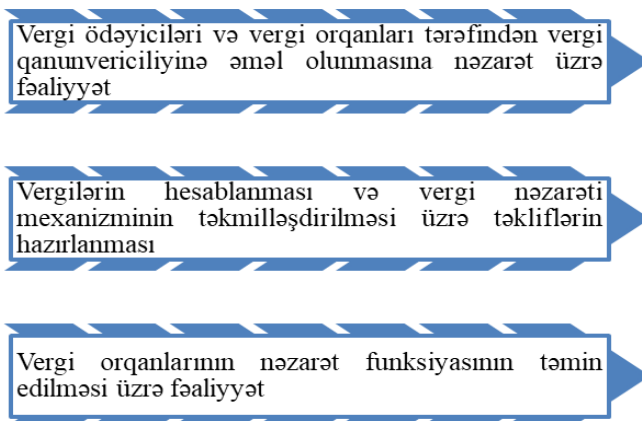 Vergi ödəyiciləri və vergi orqanları tərəfindən vergi
qanunvericiliyinə əməl olunmasına nəzarət üzrə
fəaliyyət
Vergilərin hesablanması və vergi nəzarəti
mexanizminin təkmilləşdirilməsi üzrə təkliflərin
hazırlanması
Vergi orqanlarının nəzarət funksiyasının təmin
edilməsi üzrə fəaliyyət